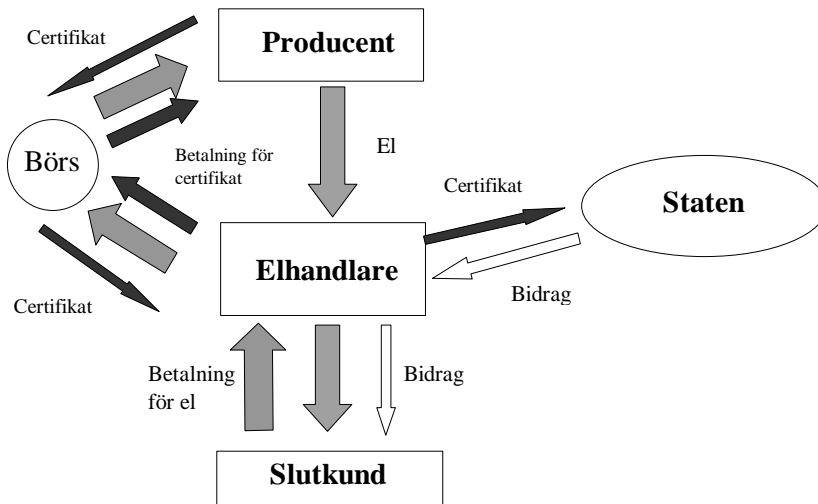 Certifikat
Producent
Börs
Betalning för
certifikat
El
Certifikat
Staten
Elhandlare
Certifikat
Bidrag
Betalning
för el
Bidrag
Slutkund